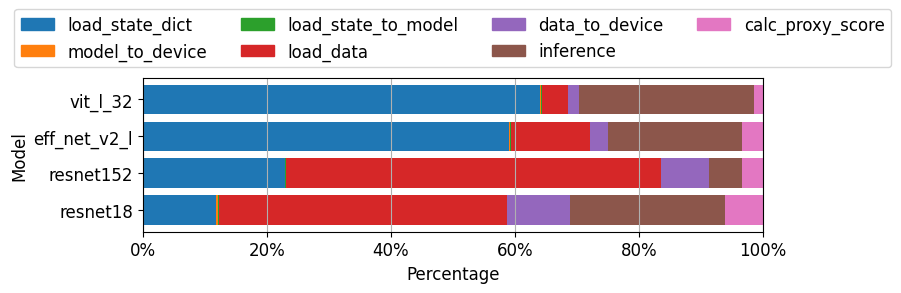 load_state_dict load_state_to_model data_to_device calc_proxy_score
model_to_device load_data inference
vit_l_32
eff_net_v2_l
resnet152
resnet18
Model
0% 20% 40% 60% 80% 100%
Percentage